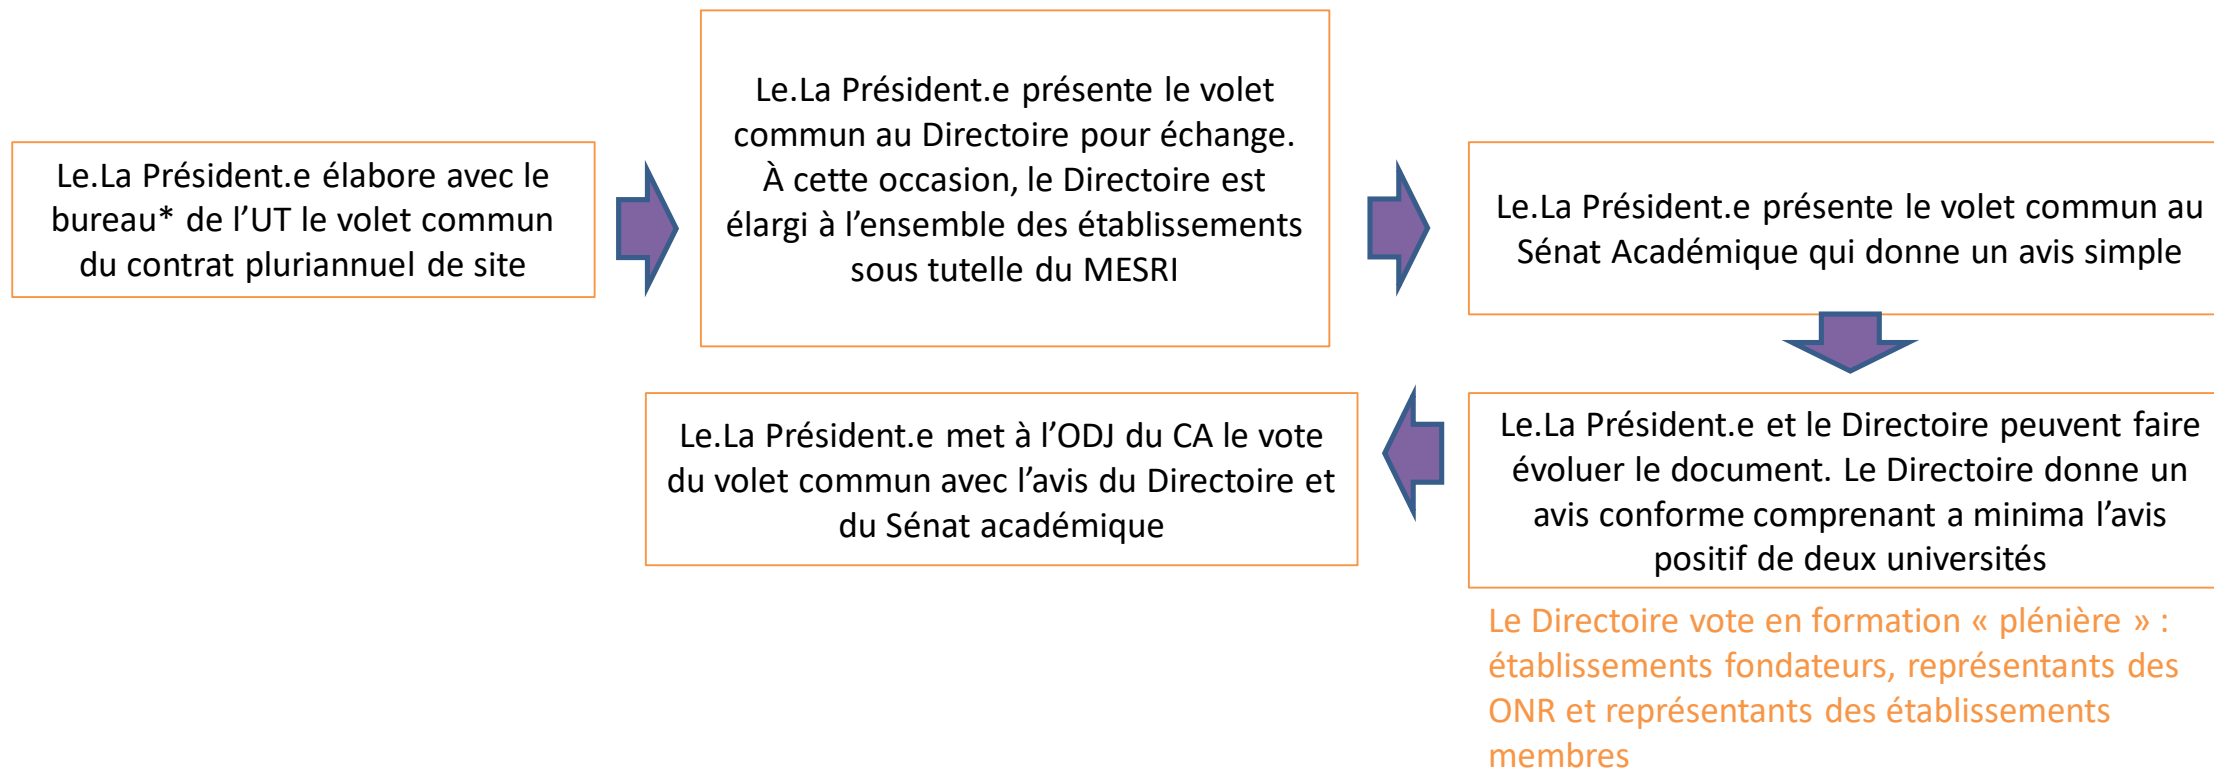 Le.La Président.e élabore avec le
bureau* de l’UT le volet commun
du contrat pluriannuel de site
Le.La Président.e présente le volet
commun au Directoire pour échange.
À cette occasion, le Directoire est
élargi à l’ensemble des établissements
sous tutelle du MESRI
Le.La Président.e présente le volet commun au
Sénat Académique qui donne un avis simple
Le.La Président.e et le Directoire peuvent faire
évoluer le document. Le Directoire donne un
avis conforme comprenant a minima l’avis
positif de deux universités
Le Directoire vote en formation « plénière » :
établissements fondateurs, représentants des
ONR et représentants des établissements
membres
Le.La Président.e met à l’ODJ du CA le vote
du volet commun avec l’avis du Directoire et
du Sénat académique